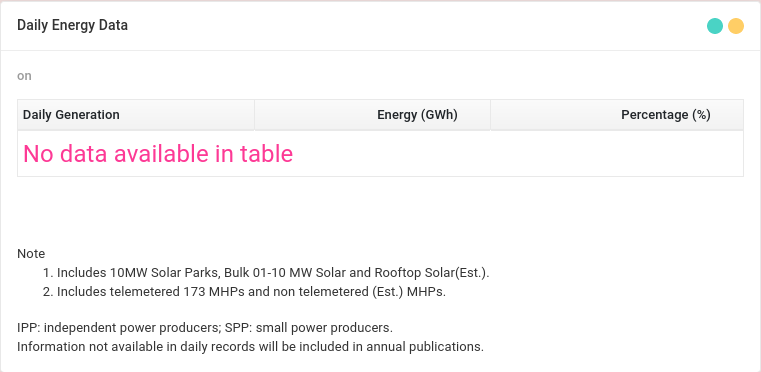 Daily Energy Data
on
Daily Generation Energy (GWh) Percentage (%)
No data available in table
Note
1. Includes 10MW Solar Parks, Bulk 01-10 MW Solar and Rooftop Solar(Est.).
2. Includes telemetered 173 MHPs and non telemetered (Est.) MHPs.
IPP: independent power producers; SPP: small power producers.
Information not available in daily records will be included in annual publications.